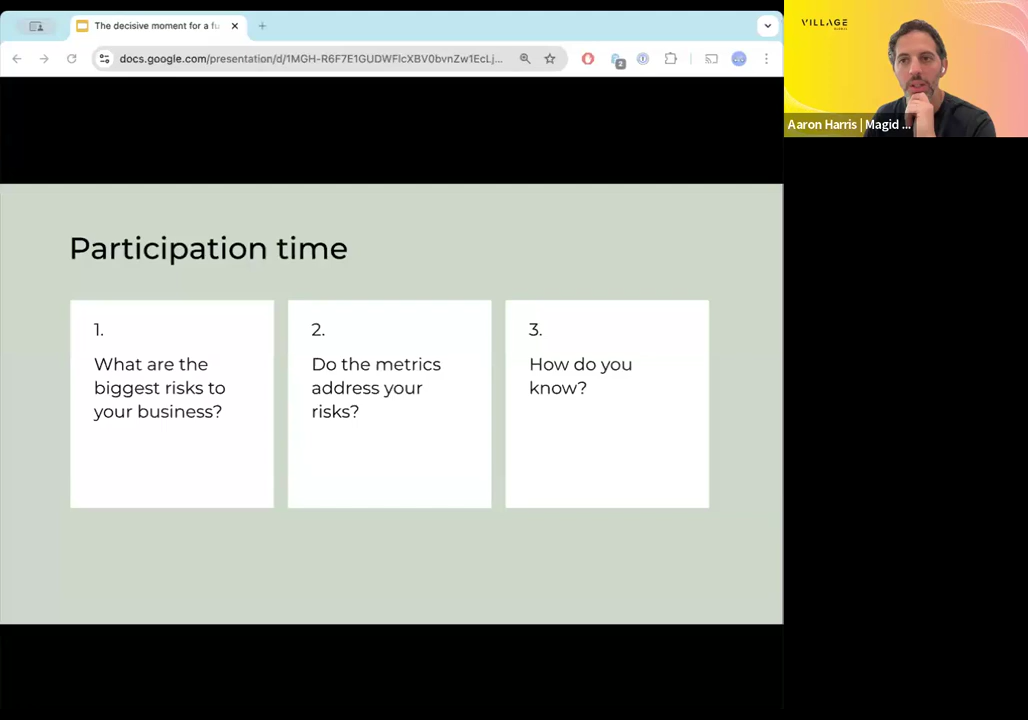 The decisive moment for a fu
docs.google.com/presentation/d/1MGH-R6F7E1GUDWFlcXBV0bvnZw1EcLj...
2
VILLAGE
Aaron Harris | Magid ...
Participation time
1.
What are the
biggest risks to
your business?
2.
Do the metrics
address your
risks?
3.
How do you
know?